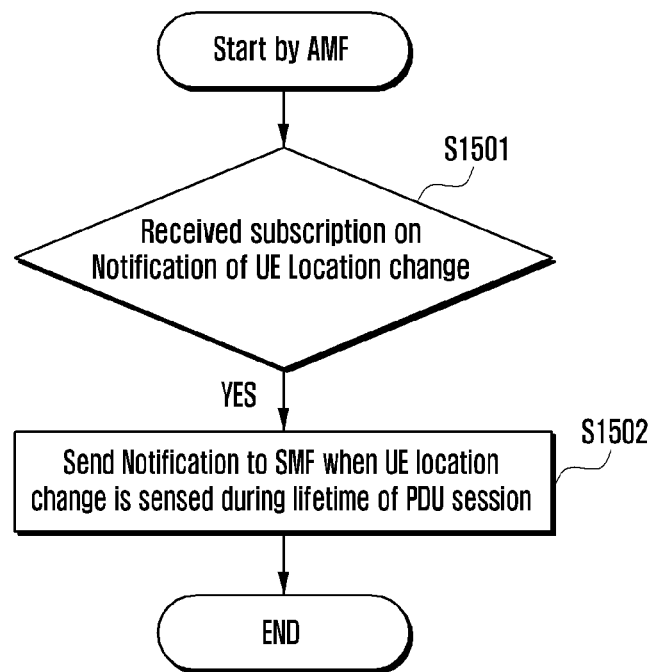 Start by AMF
S1501
Received subscription on
Notification of UE Location change
YES
S1502
Send Notification to SMF when UE location
change is sensed during lifetime of PDU session
END